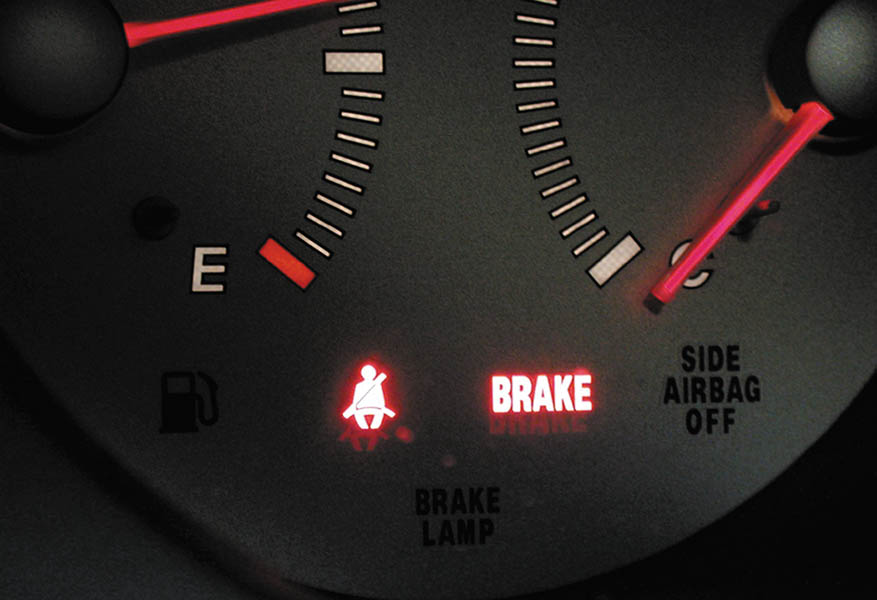 E
C
BRAKE
SIDE
AIRBAG
OFF
BRAKE
LAMP